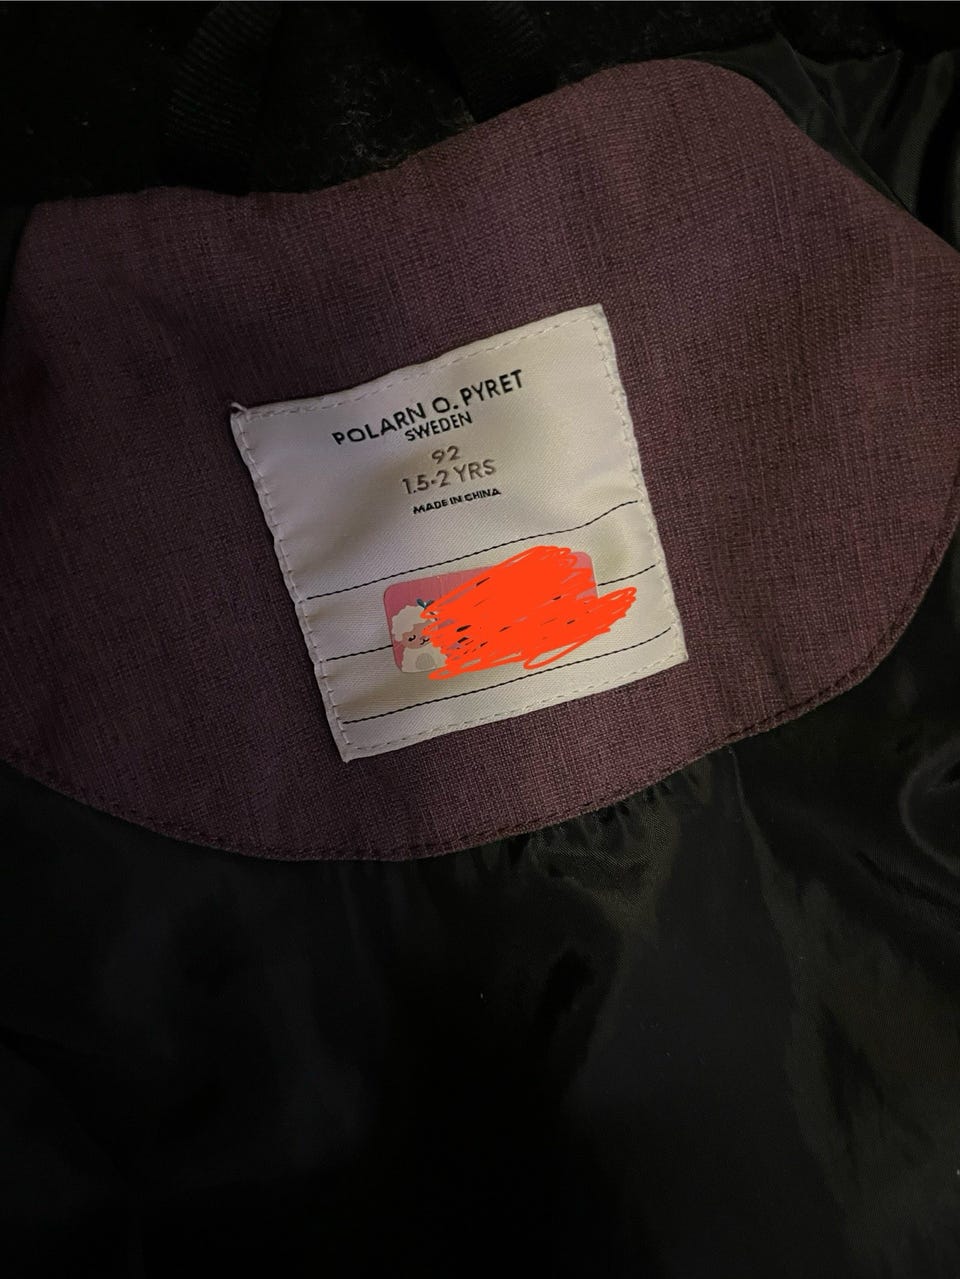 POLARN O. PYRET
SWEDEN
92
1.5-2 YRS
MADE IN CHINA